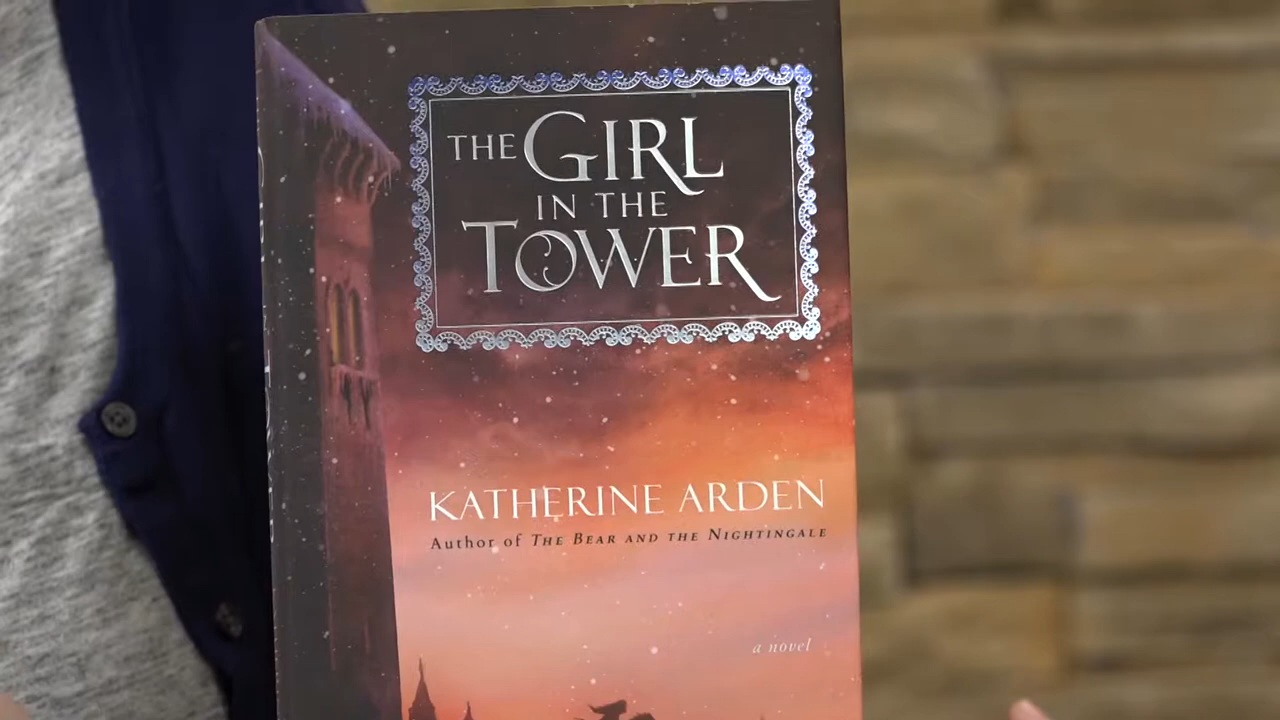 THE GIRL
IN THE
TOWER
KATHERINE ARDEN
Author of THE BEAR AND THE NIGHTINGALE
a novel